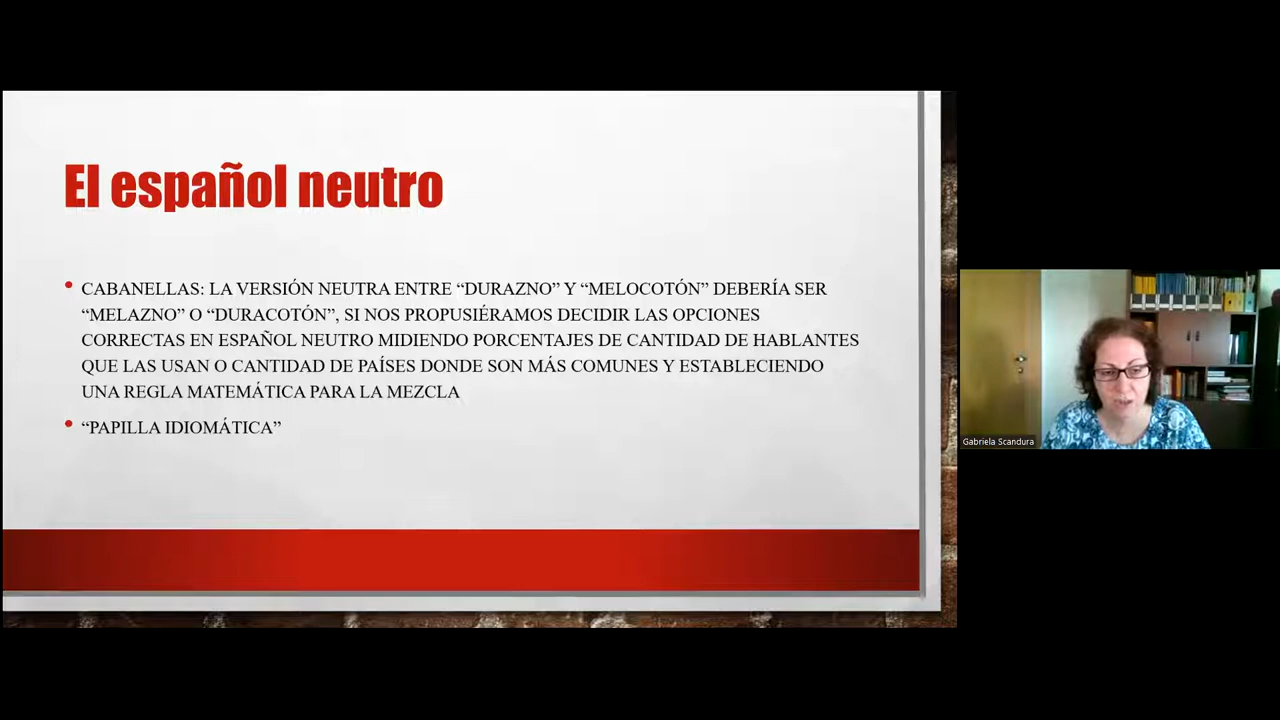 El español neutro
• CABANELLAS: LA VERSIÓN NEUTRA ENTRE “DURAZNO” Y “MELOCOTÓN” DEBERÍA SER
“MELAZNO” O “DURACOTÓN”, SI NOS PROPUSIÉRAMOS DECIDIR LAS OPCIONES
CORRECTAS EN ESPAÑOL NEUTRO MIDIENDO PORCENTAJES DE CANTIDAD DE HABLANTES
QUE LAS USAN O CANTIDAD DE PAÍSES DONDE SON MÁS COMUNES Y ESTABLECIENDO
UNA REGLA MATEMÁTICA PARA LA MEZCLA
• “PAPILLA IDIOMÁTICA”
Gabriela Scandura